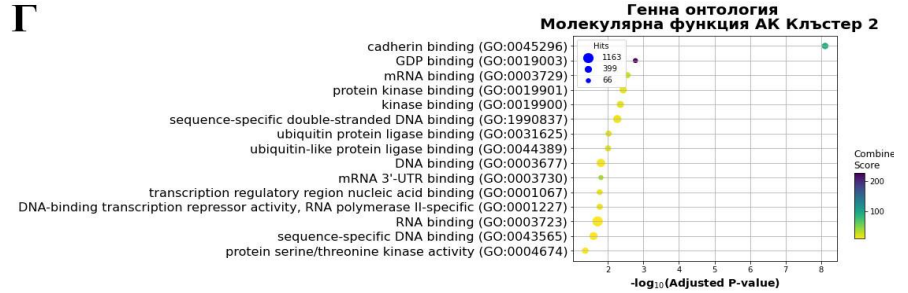 Г
Генна онтология
Молекулярна функция АК Клъстер 2
cadherin binding (GO:0045296)
GDP binding (GO:0019003)
mRNA binding (GO:0003729)
protein kinase binding (GO:0019901)
kinase binding (GO:0019900)
sequence-specific double-stranded DNA binding (GO:1990837)
ubiquitin protein ligase binding (GO:0031625)
ubiquitin-like protein ligase binding (GO:0044389)
DNA binding (GO:0003677)
mRNA 3'-UTR binding (GO:0003730)
transcription regulatory region nucleic acid binding (GO:0001067)
DNA-binding transcription repressor activity, RNA polymerase II-specific (GO:0001227)
RNA binding (GO:0003723)
sequence-specific DNA binding (GO:0043565)
protein serine/threonine kinase activity (GO:0004674)
Hits
1163
399
66
2 3 4 5 6 7 8
-log10(Adjusted P-value)
Combine
Score
200
100